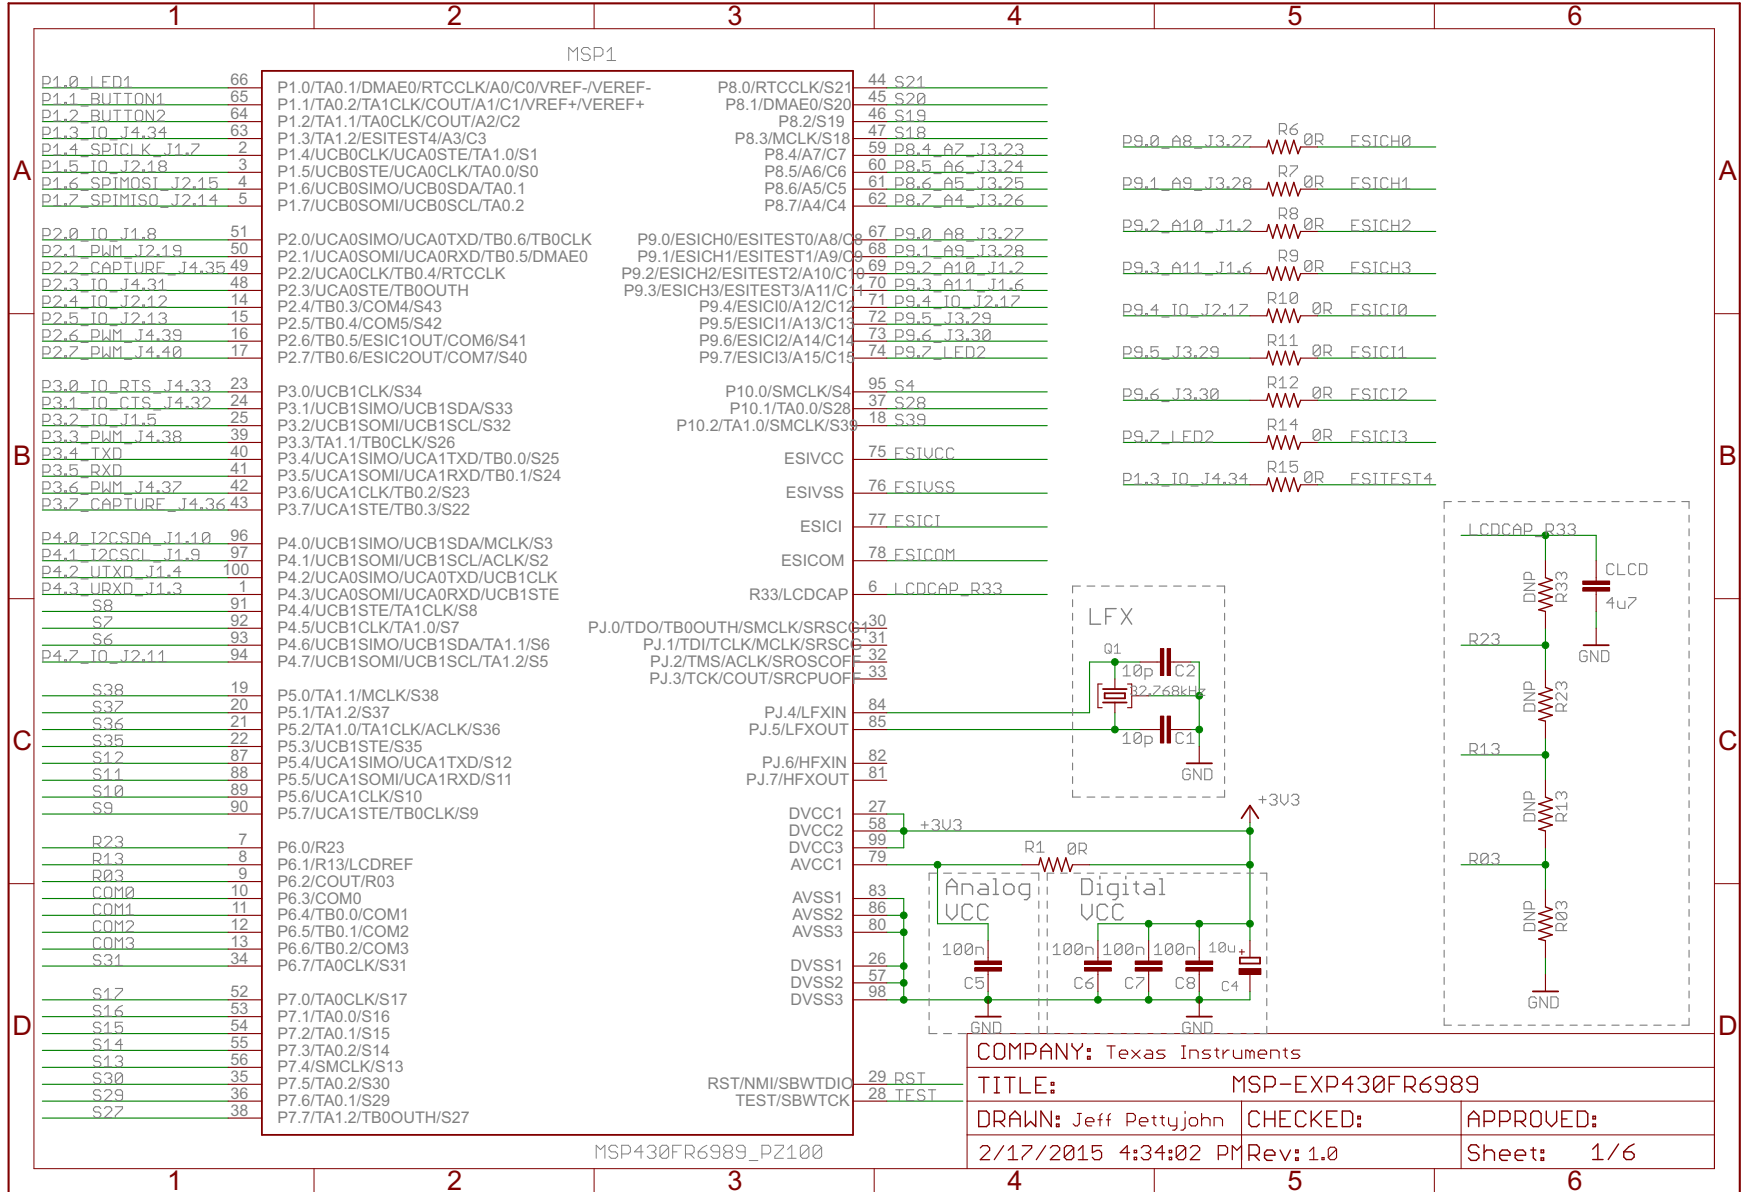 1 2 3 4 5 6
A B C D
A B C D
MSP1
P1.0_LED1 66 P1.0/TA0.1/DMAE0/RTCCLK/A0/C0/VREF-/VEREF-
P1.1_BUTTON1 65 P1.1/TA0.2/TA1CLK/COUT/A1/C1/VREF+/VEREF+
P1.2_BUTTON2 64 P1.2/TA1.1/TA0CLK/COUT/A2/C2
P1.3_IO_J4.34 63 P1.3/TA1.2/ESITEST4/A3/C3
P1.4_SPICLK_J1.7 2 P1.4/UCB0CLK/UCA0STE/TA1.0/S1
P1.5_IO_J2.18 3 P1.5/UCB0STE/UCA0CLK/TA0.0/S0
P1.6_SPIMOSI_J2.15 4 P1.6/UCB0SIMO/UCB0SDA/TA0.1
P1.7_SPIMISO_J2.14 5 P1.7/UCB0SOMI/UCB0SCL/TA0.2
P2.0_IO_J1.8 51 P2.0/UCA0SIMO/UCA0TXD/TB0.6/TB0CLK
P2.1_PWM_J2.19 50 P2.1/UCA0SOMI/UCA0RXD/TB0.5/DMAE0
P2.2_CAPTURE_J4.35 49 P2.2/UCA0CLK/TB0.4/RTCCLK
P2.3_IO_J4.31 48 P2.3/UCA0STE/TB0OUTH
P2.4_IO_J2.12 14 P2.4/TB0.3/COM4/S43
P2.5_IO_J2.13 15 P2.5/TB0.4/COM5/S42
P2.6_PWM_J4.39 16 P2.6/TB0.5/ESIC1OUT/COM6/S41
P2.7_PWM_J4.40 17 P2.7/TB0.6/ESIC2OUT/COM7/S40
P3.0_IO_RTS_J4.33 23 P3.0/UCB1CLK/S34
P3.1_IO_CTS_J4.32 24 P3.1/UCB1SIMO/UCB1SDA/S33
P3.2_IO_J1.5 25 P3.2/UCB1SOMI/UCB1SCL/S32
P3.3_PWM_J4.38 39 P3.3/TA1.1/TB0CLK/S26
P3.4_TXD 40 P3.4/UCA1SIMO/UCA1TXD/TB0.0/S25
P3.5_RXD 41 P3.5/UCA1SOMI/UCA1RXD/TB0.1/S24
P3.6_PWM_J4.37 42 P3.6/UCA1CLK/TB0.2/S23
P3.7_CAPTURE_J4.36 43 P3.7/UCA1STE/TB0.3/S22
P4.0_I2CSDA_J1.10 96 P4.0/UCB1SIMO/UCB1SDA/MCLK/S3
P4.1_I2CSCL_J1.9 97 P4.1/UCB1SOMI/UCB1SCL/ACLK/S2
P4.2_UTXD_J1.4 100 P4.2/UCA0SIMO/UCA0TXD/UCB1CLK
P4.3_URXD_J1.3 1 P4.3/UCA0SOMI/UCA0RXD/UCB1STE
S8 91 P4.4/UCB1STE/TA1CLK/S8
S7 92 P4.5/UCB1CLK/TA1.0/S7
S6 93 P4.6/UCB1SIMO/UCB1SDA/TA1.1/S6
P4.7_IO_J2.11 94 P4.7/UCB1SOMI/UCB1SCL/TA1.2/S5
S38 19 P5.0/TA1.1/MCLK/S38
S37 20 P5.1/TA1.2/S37
S36 21 P5.2/TA1.0/TA1CLK/ACLK/S36
S35 22 P5.3/UCB1STE/S35
S12 87 P5.4/UCA1SIMO/UCA1TXD/S12
S11 88 P5.5/UCA1SOMI/UCA1RXD/S11
S10 89 P5.6/UCA1CLK/S10
S9 90 P5.7/UCA1STE/TB0CLK/S9
R23 7 P6.0/R23
R13 8 P6.1/R13/LCDREF
R03 9 P6.2/COUT/R03
COM0 10 P6.3/COM0
COM1 11 P6.4/TB0.0/COM1
COM2 12 P6.5/TB0.1/COM2
COM3 13 P6.6/TB0.2/COM3
S31 34 P6.7/TA0CLK/S31
S17 52 P7.0/TA0CLK/S17
S16 53 P7.1/TA0.0/S16
S15 54 P7.2/TA0.1/S15
S14 55 P7.3/TA0.2/S14
S13 56 P7.4/SMCLK/S13
S30 35 P7.5/TA0.2/S30
S29 36 P7.6/TA0.1/S29
S27 38 P7.7/TA1.2/TB0OUTH/S27
P8.0/RTCCLK/S21 44 S21
P8.1/DMAE0/S20 45 S20
P8.2/S19 46 S19
P8.3/MCLK/S18 47 S18
P8.4/A7/C7 59 P8.4_A7_J3.23
P8.5/A6/C6 60 P8.5_A6_J3.24
P8.6/A5/C5 61 P8.6_A5_J3.25
P8.7/A4/C4 62 P8.7_A4_J3.26
P9.0/ESICH0/ESITEST0/A8/C8 67 P9.0_A8_J3.27
P9.1/ESICH1/ESITEST1/A9/C9 68 P9.1_A9_J3.28
P9.2/ESICH2/ESITEST2/A10/C10 69 P9.2_A10_J1.2
P9.3/ESICH3/ESITEST3/A11/C11 70 P9.3_A11_J1.6
P9.4/ESICI0/A12/C12 71 P9.4_IO_J2.17
P9.5/ESICI1/A13/C13 72 P9.5_J3.29
P9.6/ESICI2/A14/C14 73 P9.6_J3.30
P9.7/ESICI3/A15/C15 74 P9.7_LED2
P10.0/SMCLK/S4 95 S4
P10.1/TA0.0/S28 37 S28
P10.2/TA1.0/SMCLK/S39 18 S39
ESIVCC 75 ESIVCC
ESIVSS 76 ESIVSS
ESICI 77 ESICI
ESICOM 78 ESICOM
R33/LCDCAP 6 LCDCAP_R33
PJ.0/TDO/TB0OUTH/SMCLK/SRSCG1 30
PJ.1/TDI/TCLK/MCLK/SRSCG 31
PJ.2/TMS/ACLK/SROSCOFF 32
PJ.3/TCK/COUT/SRCPUOFF 33
PJ.4/LFXIN 84
PJ.5/LFXOUT 85
PJ.6/HFXIN 82
PJ.7/HFXOUT 81
DVCC1 27
DVCC2 58 +3V3
DVCC3 99
AVCC1 79
AVSS1 83
AVSS2 86
AVSS3 80
DVSS1 26
DVSS2 57
DVSS3 98
RST/NMI/SBWTDIO 29 RST
TEST/SBWTCK 28 TEST
MSP430FR6989_PZ100
P9.0_A8_J3.27 R6 0R ESICH0
P9.1_A9_J3.28 R7 0R ESICH1
P9.2_A10_J1.2 R8 0R ESICH2
P9.3_A11_J1.6 R9 0R ESICH3
P9.4_IO_J2.17 R10 0R ESICI0
P9.5_J3.29 R11 0R ESICI1
P9.6_J3.30 R12 0R ESICI2
P9.7_LED2 R14 0R ESICI3
P1.3_IO_J4.34 R15 0R ESITEST4
LFX
Q1
10p C2
32.768kHz
10p C1
GND
+3V3
R1 0R
Analog VCC
100n C5
GND
Digital VCC
100n C6
100n C7
100n C8
10u + C4
GND
LCDCAP_R33
DNP R33
CLCD
4u7
GND
R23
DNP R23
R13
DNP R13
R03
DNP R03
GND
COMPANY: Texas Instruments
TITLE: MSP-EXP430FR6989
DRAWN: Jeff Pettyjohn CHECKED: APPROVED:
2/17/2015 4:34:02 PM Rev: 1.0 Sheet: 1/6
1 2 3 4 5 6